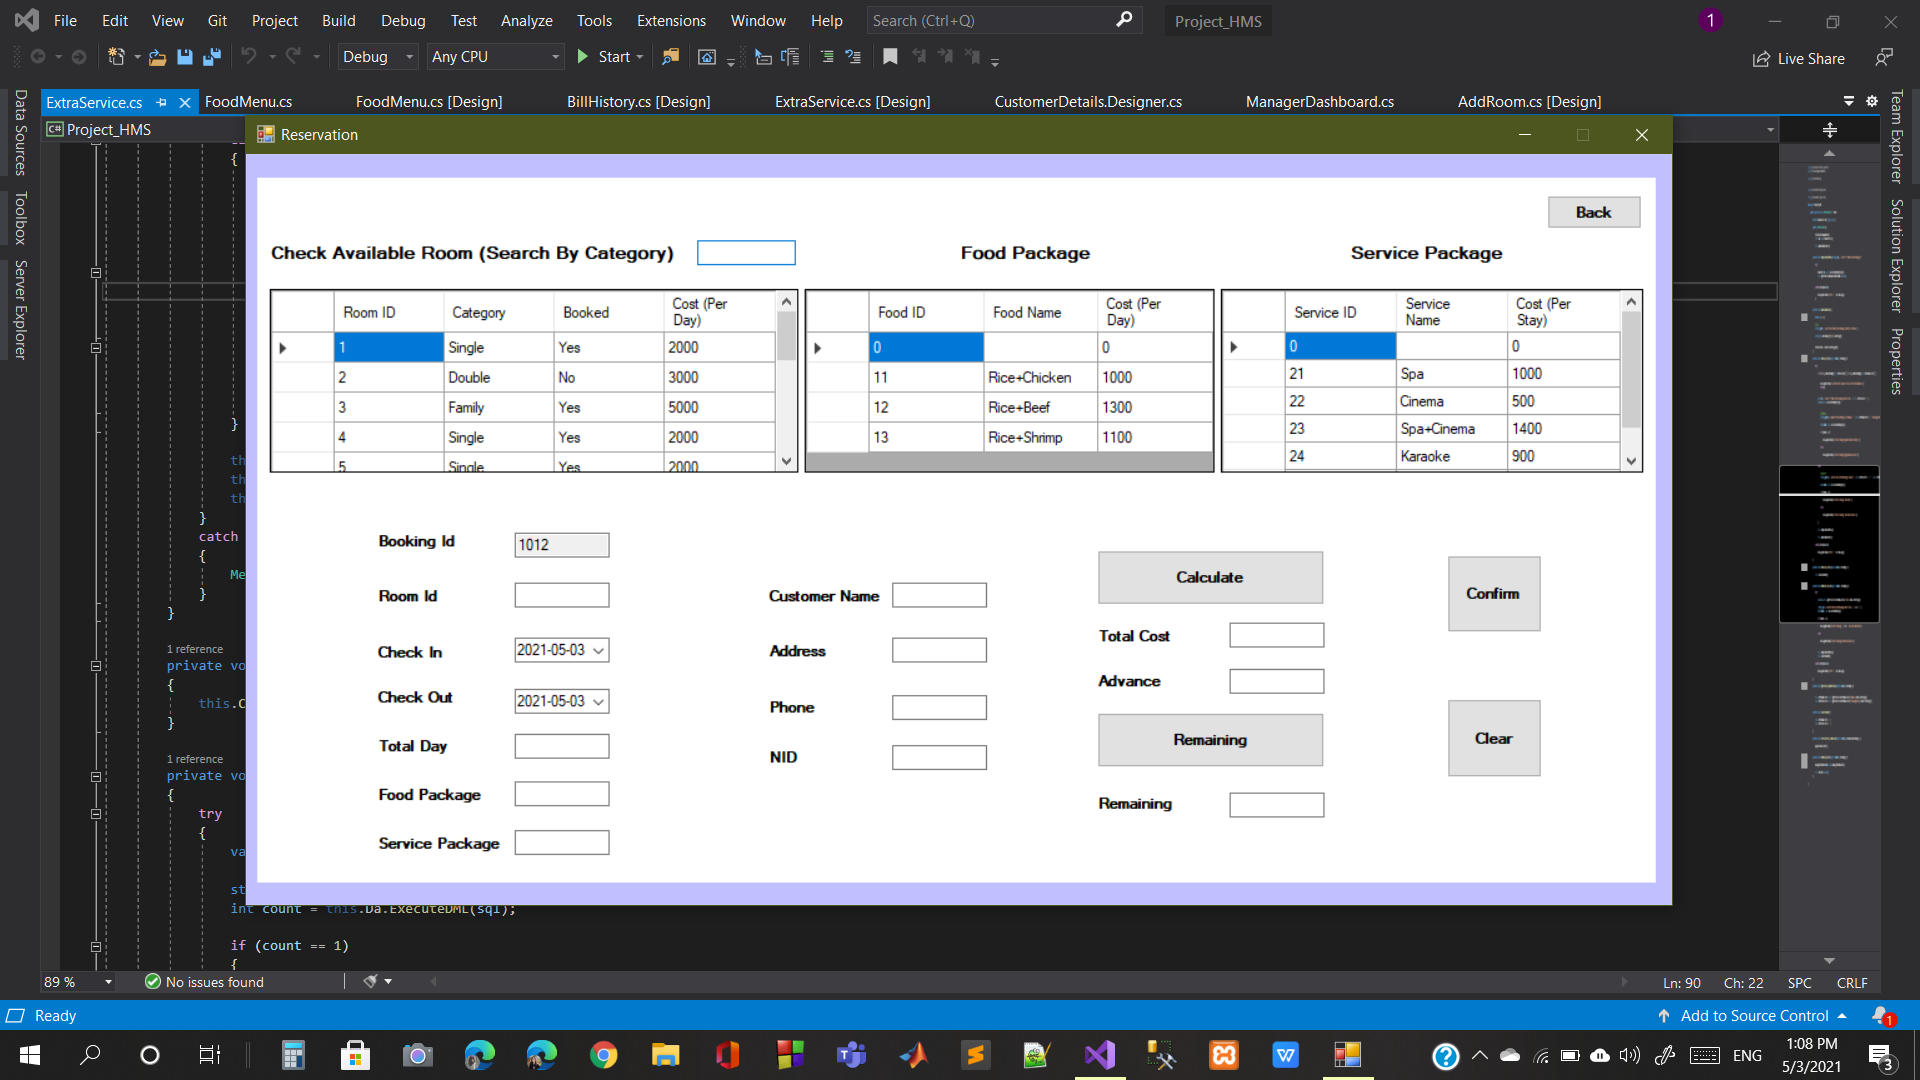 File Edit View Git Project Build Debug Test Analyze Tools Extensions Window Help Search (Ctrl+Q) Project_HMS 1
Debug Any CPU Start Live Share
ExtraService.cs FoodMenu.cs FoodMenu.cs [Design] BillHistory.cs [Design] ExtraService.cs [Design] CustomerDetails.Designer.cs ManagerDashboard.cs AddRoom.cs [Design]
C# Project_HMS
Data Sources
Toolbox
Server Explorer
Team Explorer
Solution Explorer
Properties
Reservation
Back
Check Available Room (Search By Category) Food Package Service Package
Room ID Category Booked Cost (Per Day)
1 Single Yes 2000
2 Double No 3000
3 Family Yes 5000
4 Single Yes 2000
5 Single Yes 2000
Food ID Food Name Cost (Per Day)
0 0
11 Rice+Chicken 1000
12 Rice+Beef 1300
13 Rice+Shrimp 1100
Service ID Service Name Cost (Per Stay)
0 0
21 Spa 1000
22 Cinema 500
23 Spa+Cinema 1400
24 Karaoke 900
Booking Id 1012
Room Id
Check In 2021-05-03
Check Out 2021-05-03
Total Day
Food Package
Service Package
Customer Name
Address
Phone
NID
Calculate
Total Cost
Advance
Remaining
Remaining
Confirm
Clear
{
}
th
th
th
}
catch
{
Me
}
}
1 reference
private vo
{
this.C
}
1 reference
private vo
{
try
{
va
st
int count = this.Da.ExecuteDML(sql);
if (count == 1)
{
89 % No issues found Ln: 90 Ch: 22 SPC CRLF
Ready Add to Source Control 1
ENG 1:08 PM
5/3/2021 3